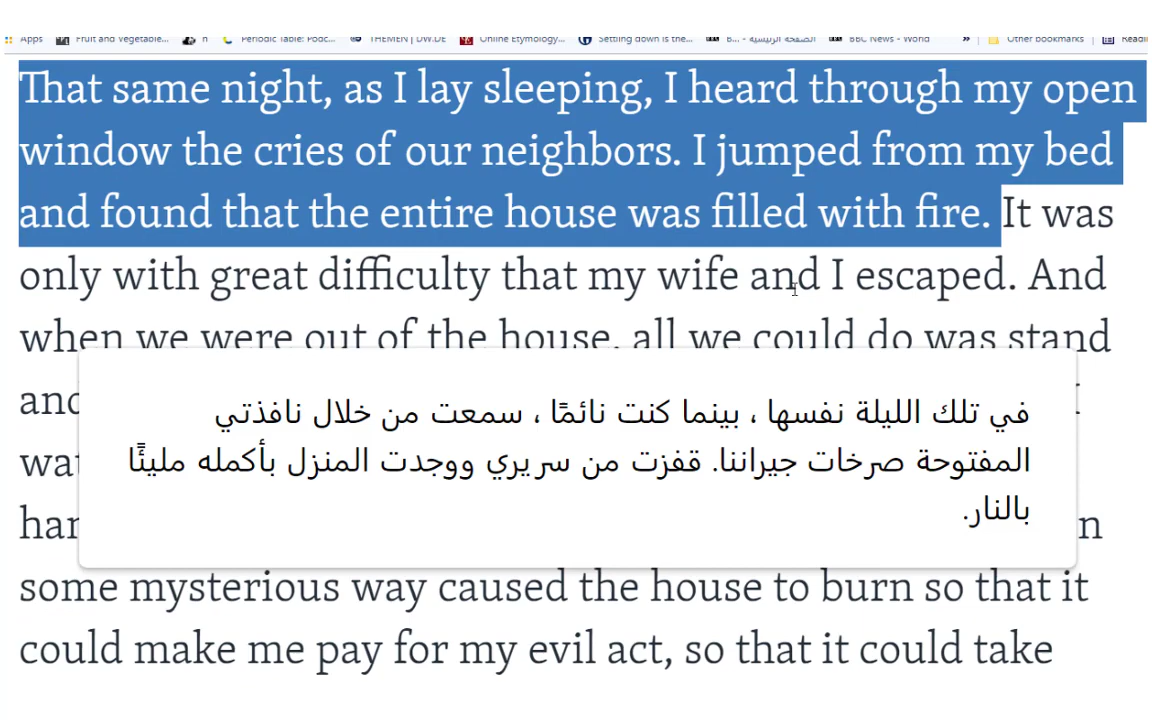 Apps Fruit and Vegetable... n Periodic Table: Podc... THEMEN | DW.DE Online Etymology... Settling down is the... B... - الصفحة الرئيسية BBC News - World » Other bookmarks Readi
That same night, as I lay sleeping, I heard through my open
window the cries of our neighbors. I jumped from my bed
and found that the entire house was filled with fire. It was
only with great difficulty that my wife and I escaped. And
when we were out of the house, all we could do was stand
في تلك الليلة نفسها ، بينما كنت نائمًا ، سمعت من خلال نافذتي
المفتوحة صرخات جيراننا. قفزت من سريري ووجدت المنزل بأكمله مليئًا
بالنار.
some mysterious way caused the house to burn so that it
could make me pay for my evil act, so that it could take